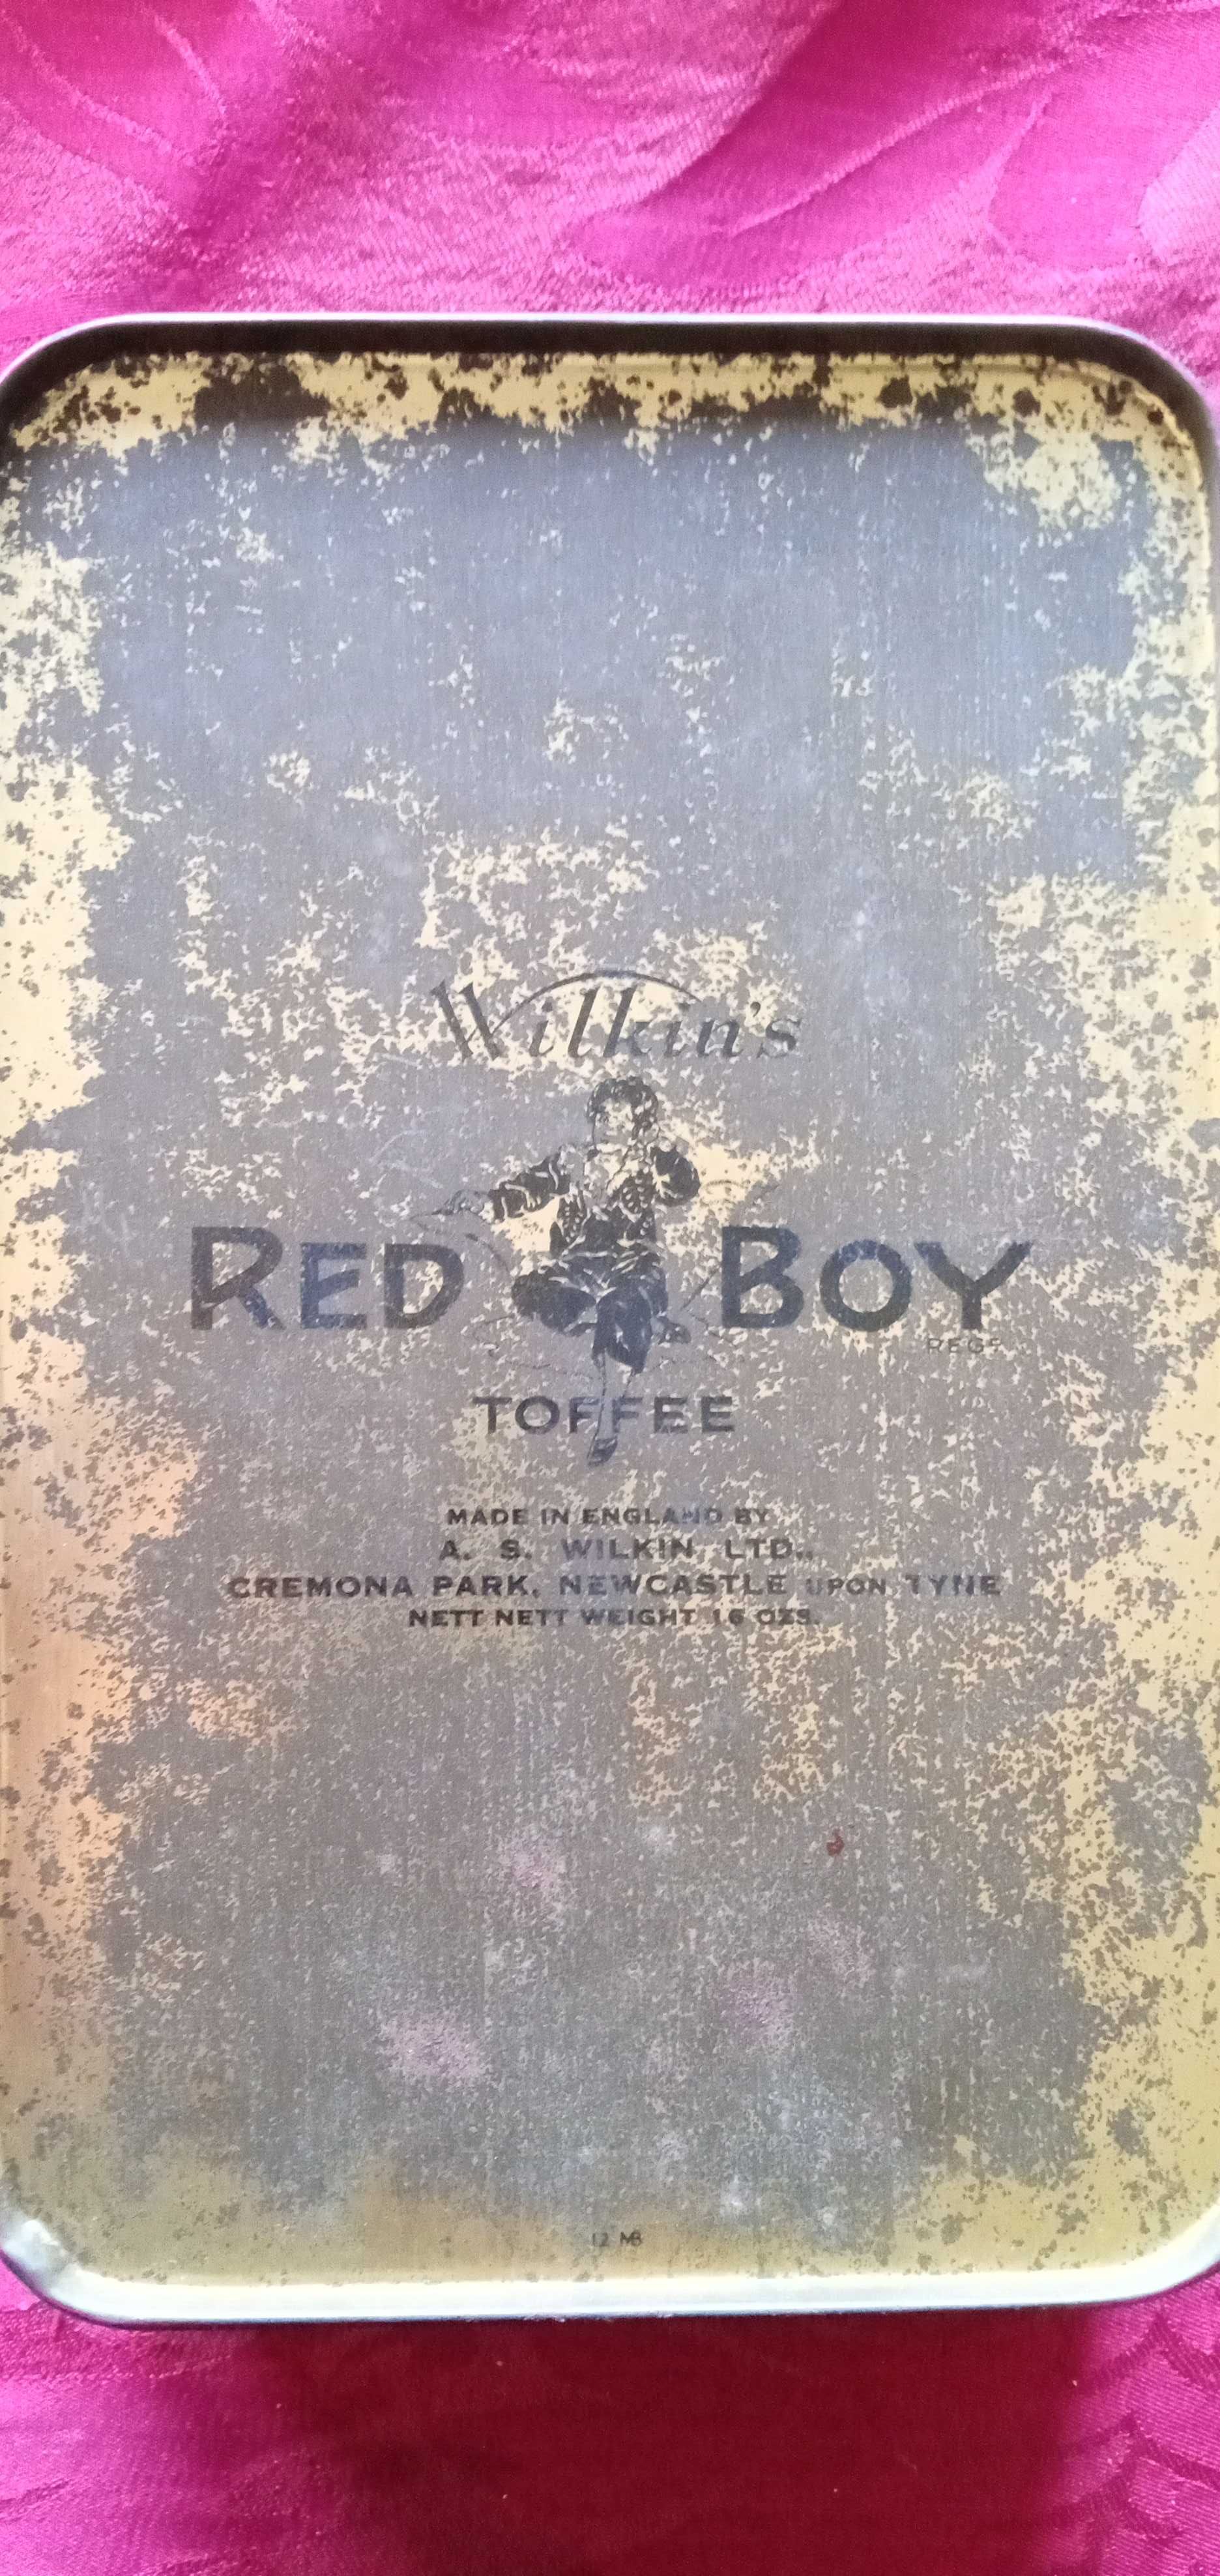 Wilkin's
RED BOY
REGD
TOFFEE
MADE IN ENGLAND BY
A. S. WILKIN LTD.,
CREMONA PARK, NEWCASTLE UPON TYNE
NETT NETT WEIGHT 16 OZS.
12 MB